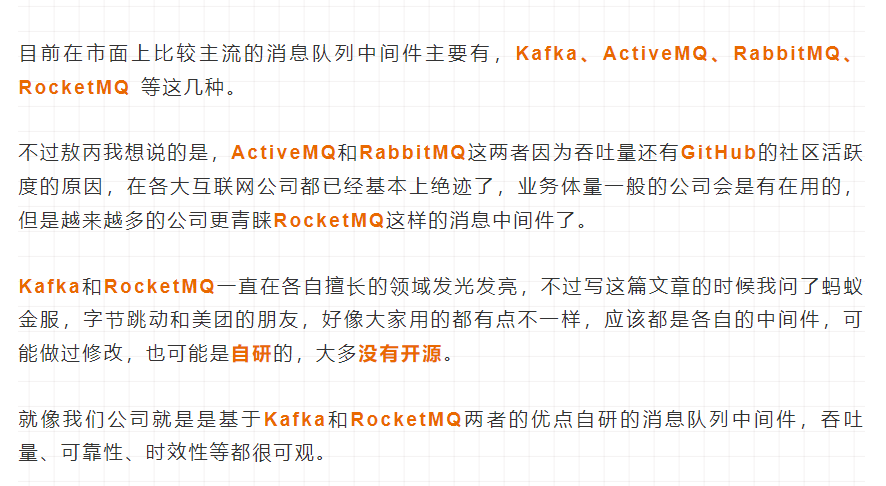 目前在市面上比较主流的消息队列中间件主要有，Kafka、ActiveMQ、RabbitMQ、
RocketMQ 等这几种。
不过敖丙我想说的是，ActiveMQ和RabbitMQ这两者因为吞吐量还有GitHub的社区活跃
度的原因，在各大互联网公司都已经基本上绝迹了，业务体量一般的公司会是有在用的，
但是越来越多的公司更青睐RocketMQ这样的消息中间件了。
Kafka和RocketMQ一直在各自擅长的领域发光发亮，不过写这篇文章的时候我问了蚂蚁
金服，字节跳动和美团的朋友，好像大家用的都有点不一样，应该都是各自的中间件，可
能做过修改，也可能是自研的，大多没有开源。
就像我们公司就是是基于Kafka和RocketMQ两者的优点自研的消息队列中间件，吞吐
量、可靠性、时效性等都很可观。